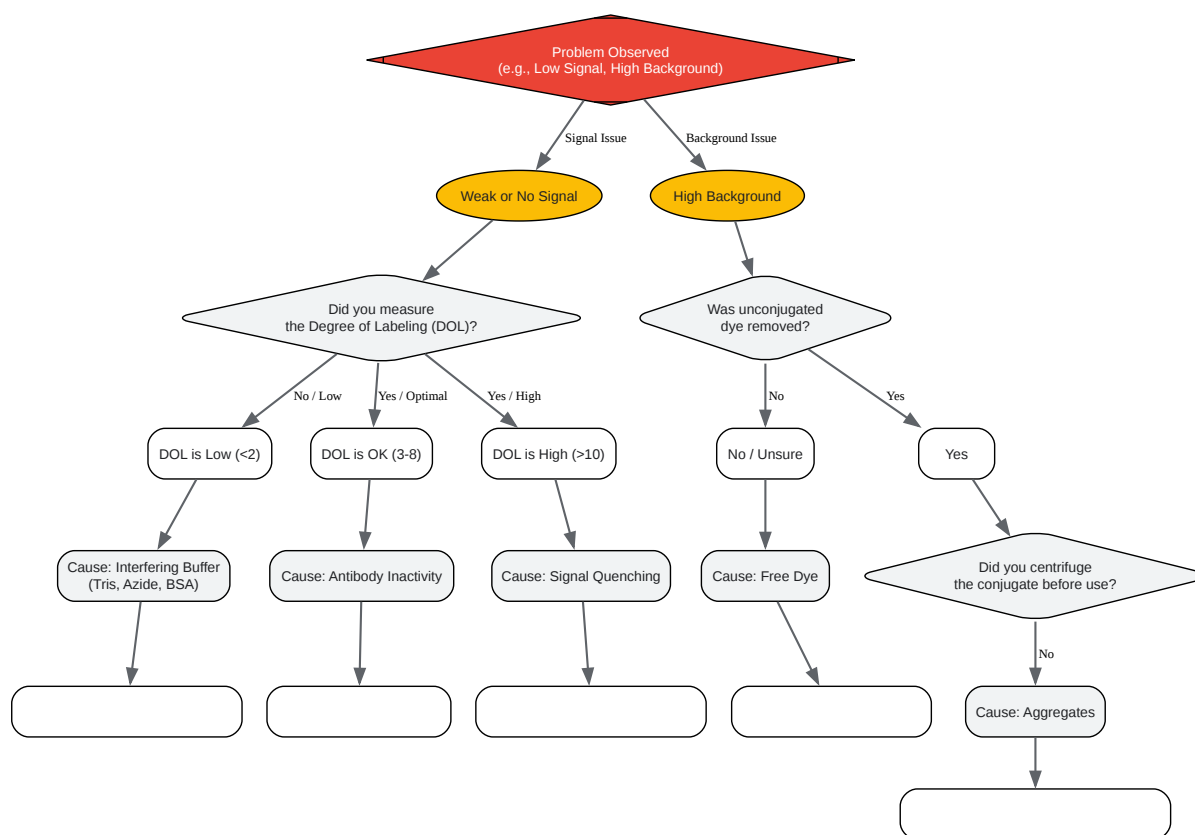 Problem Observed
(e.g., Low Signal, High Background)
Signal Issue
Background Issue
Weak or No Signal
High Background
Did you measure
the Degree of Labeling (DOL)?
Was unconjugated
dye removed?
No / Low
Yes / Optimal
Yes / High
No
Yes
DOL is Low (<2)
DOL is OK (3-8)
DOL is High (>10)
No / Unsure
Yes
Cause: Interfering Buffer
(Tris, Azide, BSA)
Cause: Antibody Inactivity
Cause: Signal Quenching
Cause: Free Dye
Did you centrifuge
the conjugate before use?
No
Cause: Aggregates